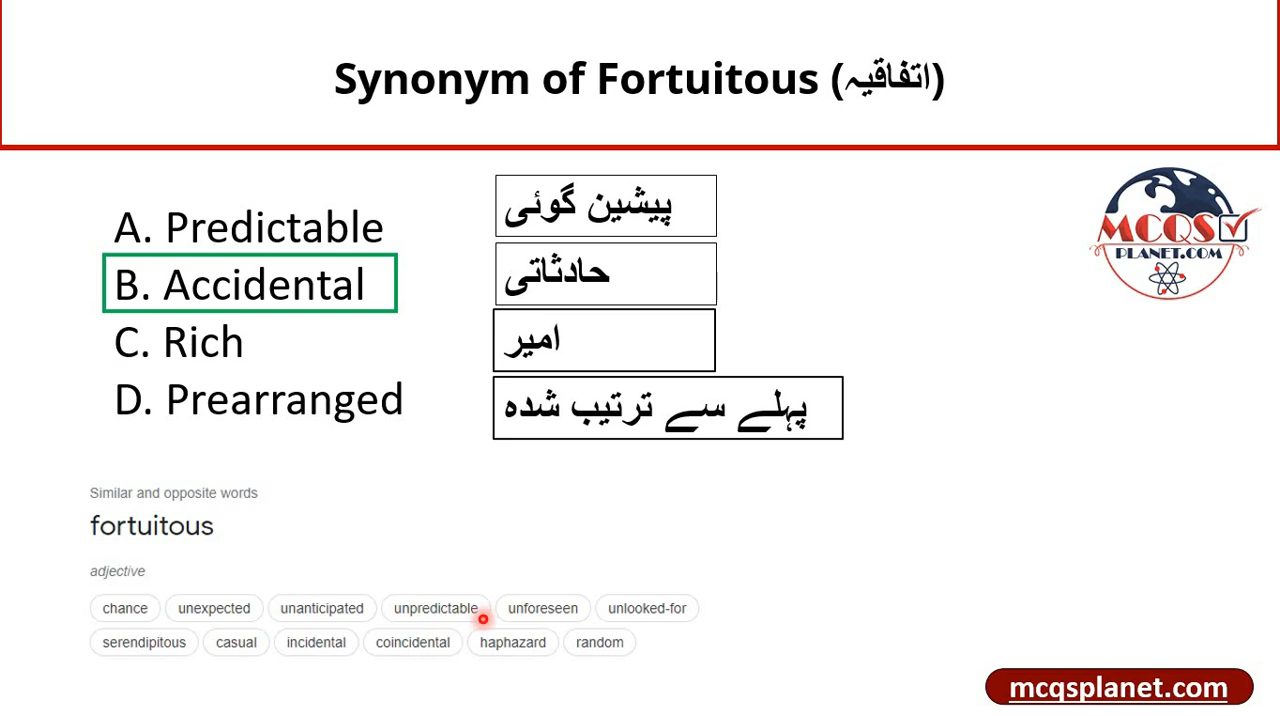 Synonym of Fortuitous (اتفاقیہ)
A. Predictable
پیشین گوئی
B. Accidental
حادثاتی
C. Rich
امیر
D. Prearranged
پہلے سے ترتیب شدہ
MCQS
PLANET.COM
Similar and opposite words
fortuitous
adjective
chance unexpected unanticipated unpredictable unforeseen unlooked-for
serendipitous casual incidental coincidental haphazard random
mcqsplanet.com